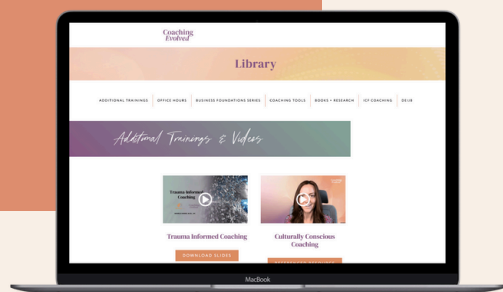 Coaching
Evolved
Library
ADDITIONAL TRAININGS
OFFICE HOURS
BUSINESS FOUNDATIONS SERIES
COACHING TOOLS
BOOKS + RESEARCH
ICF COACHING
DEIJB
Additional Trainings & Videos
Trauma Informed
Coaching
Trauma Informed Coaching
Culturally Conscious
Coaching
DOWNLOAD SLIDES
MacBook